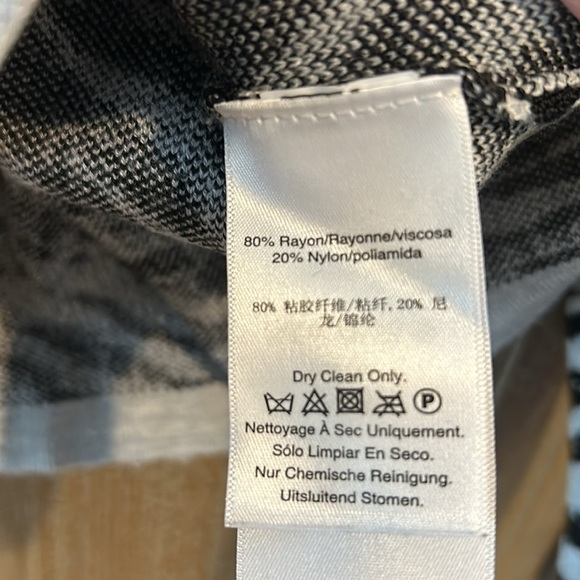 80% Rayon/Rayonne/viscosa
20% Nylon/poliamida
80% 粘胶纤维/粘纤, 20% 尼
龙/锦纶
Dry Clean Only.
P
Nettoyage À Sec Uniquement.
Sólo Limpiar En Seco.
Nur Chemische Reinigung.
Uitsluitend Stomen.